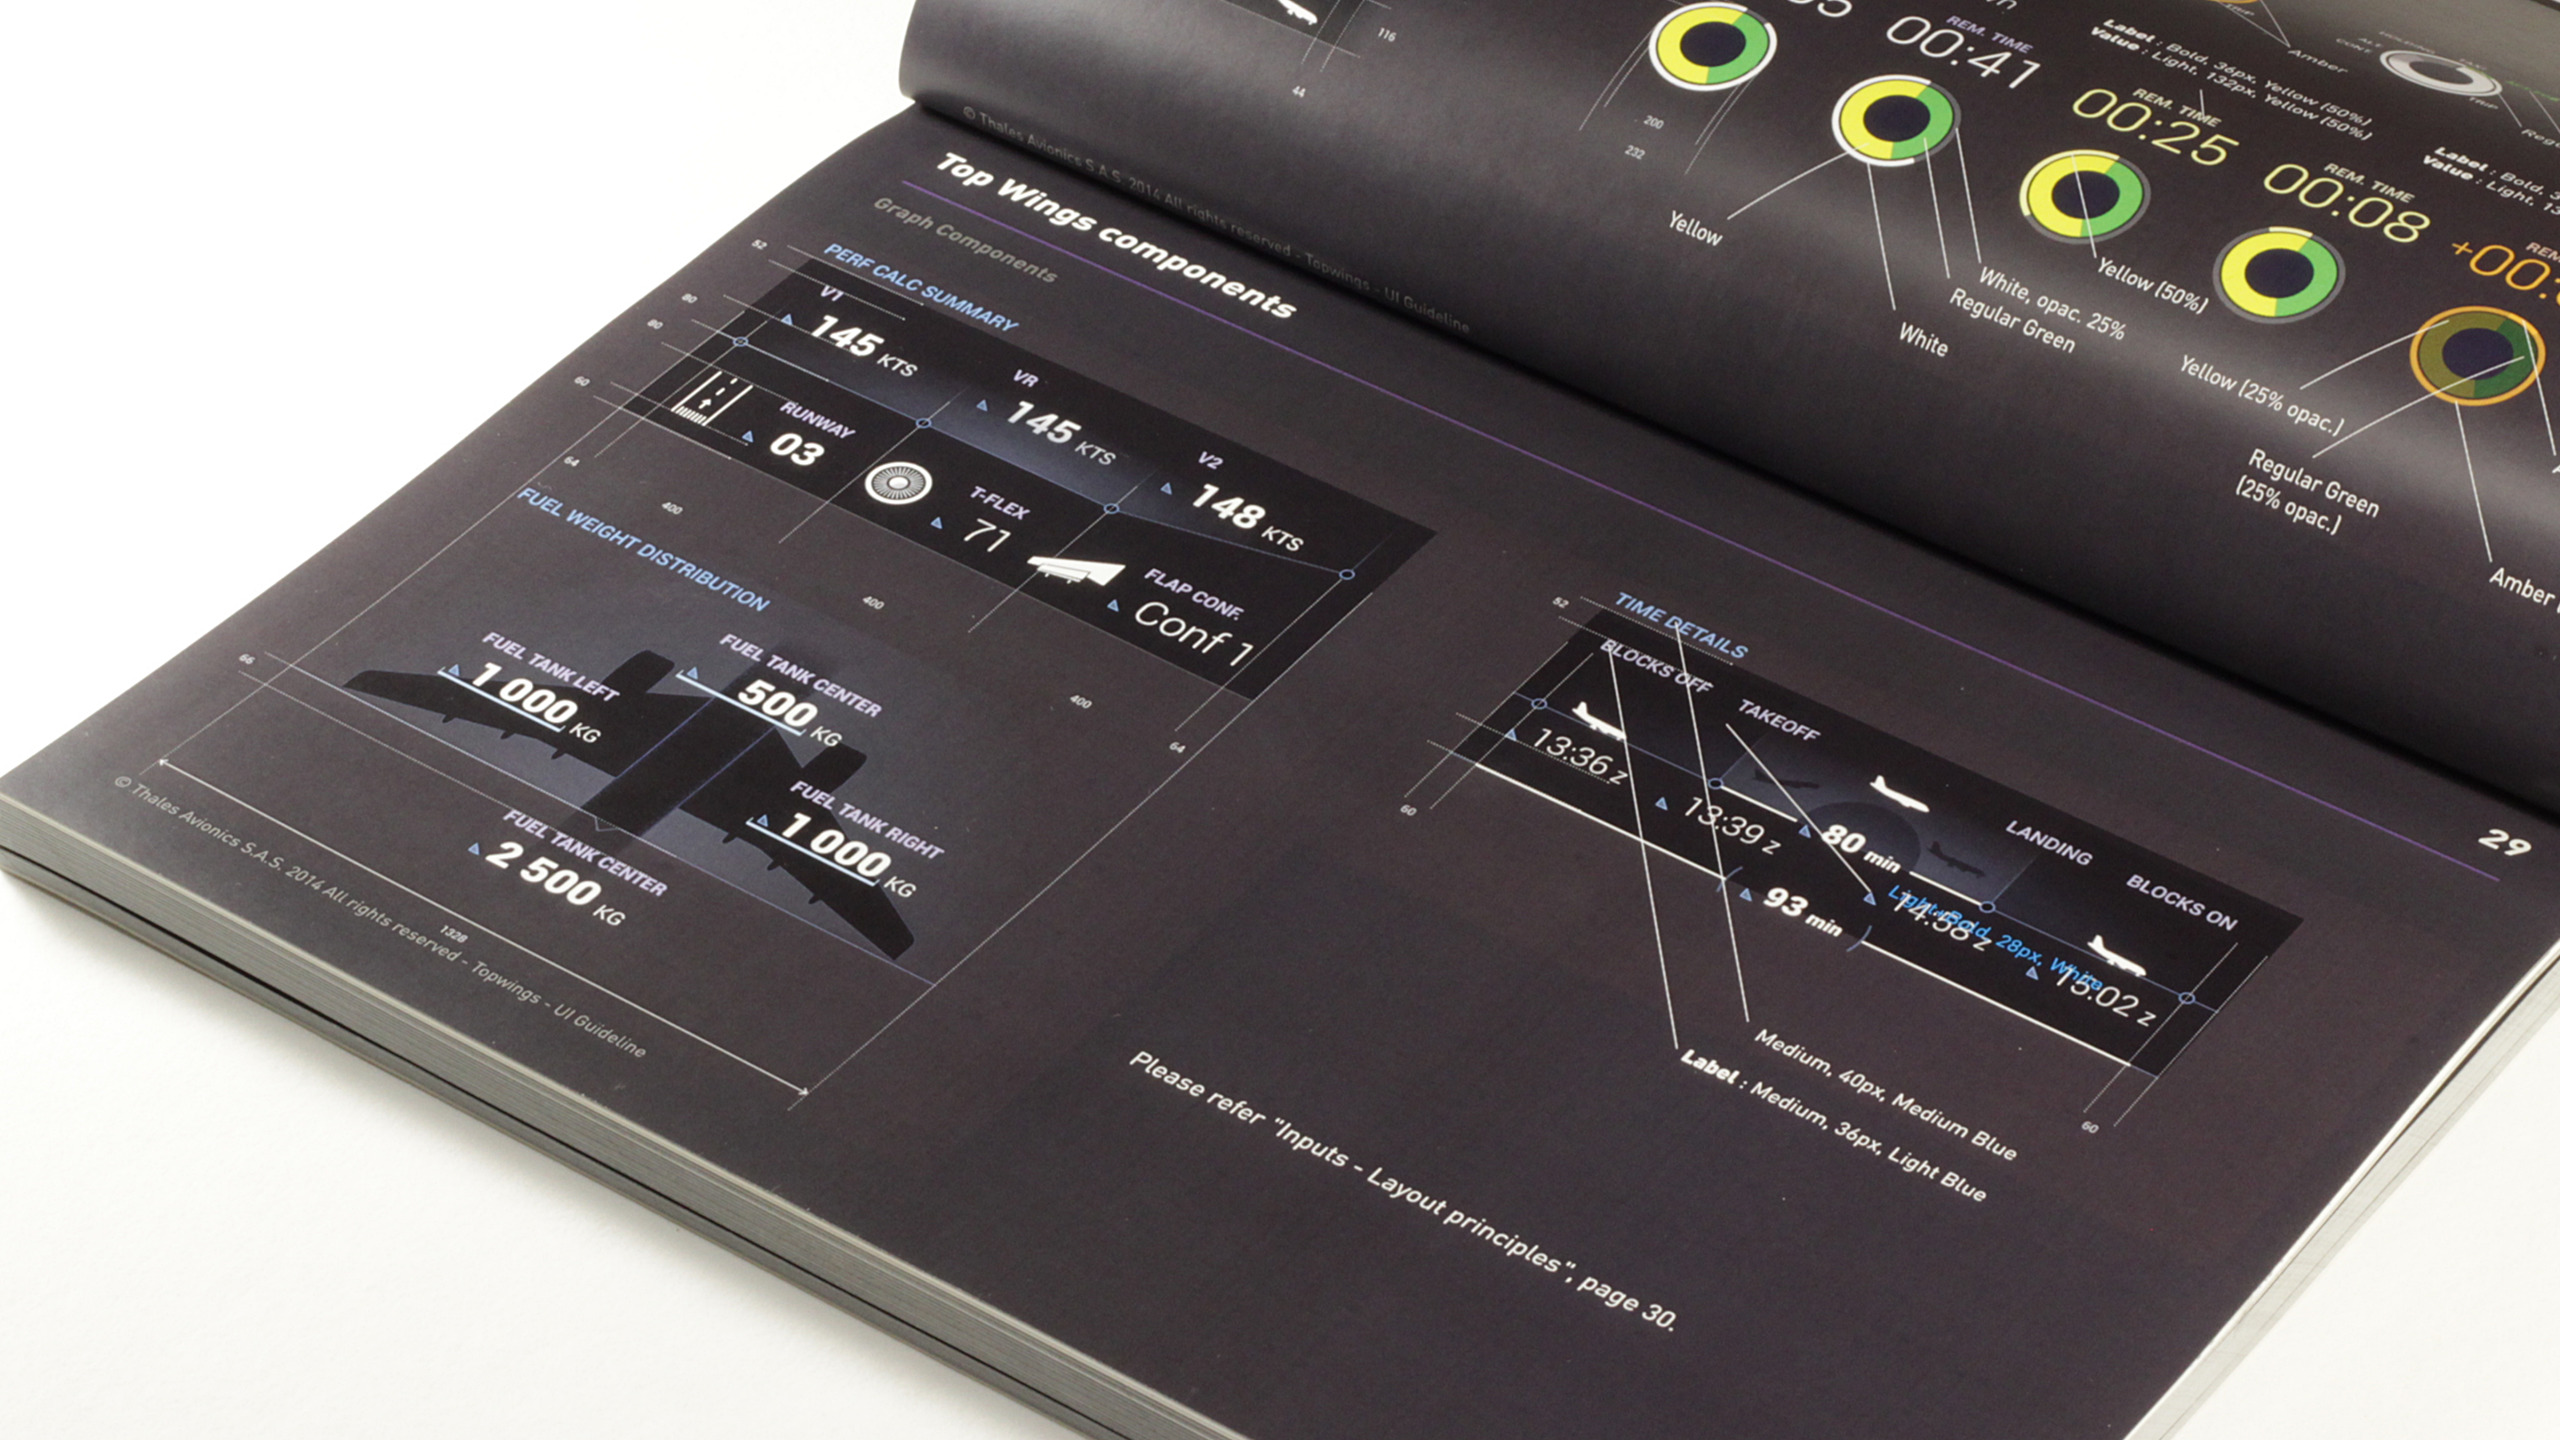 116
44
200
232
00:41
REM. TIME
00:25
REM. TIME
00:08
REM. TIME
+00:
Label : Bold, 36px, Yellow (50%)
Value : Light, 132px, Yellow (50%)
Label : Bold,
Value : Light,
Amber
TRIP
Yellow
White
White, opac. 25%
Regular Green
Yellow (50%)
Yellow (25% opac.)
Regular Green
(25% opac.)
Amber
© Thales Avionics S.A.S. 2014 All rights reserved - Topwings - UI Guideline
Top Wings components
Graph Components
29
PERF CALC SUMMARY
52
80
80
60
64
V1
145 KTS
VR
145 KTS
V2
148 KTS
RUNWAY
03
T-FLEX
71
FLAP CONF.
Conf 1
400
400
400
64
FUEL WEIGHT DISTRIBUTION
66
FUEL TANK LEFT
1 000 KG
FUEL TANK CENTER
500 KG
FUEL TANK RIGHT
1 000 KG
FUEL TANK CENTER
2 500 KG
1328
TIME DETAILS
52
BLOCKS OFF
13:36 z
TAKEOFF
13:39 z
80 min
LANDING
14:58 z
BLOCKS ON
15:02 z
93 min
Light+Bold, 28px, White
60
60
Medium, 40px, Medium Blue
Label : Medium, 36px, Light Blue
Please refer "Inputs - Layout principles", page 30.
© Thales Avionics S.A.S. 2014 All rights reserved - Topwings - UI Guideline